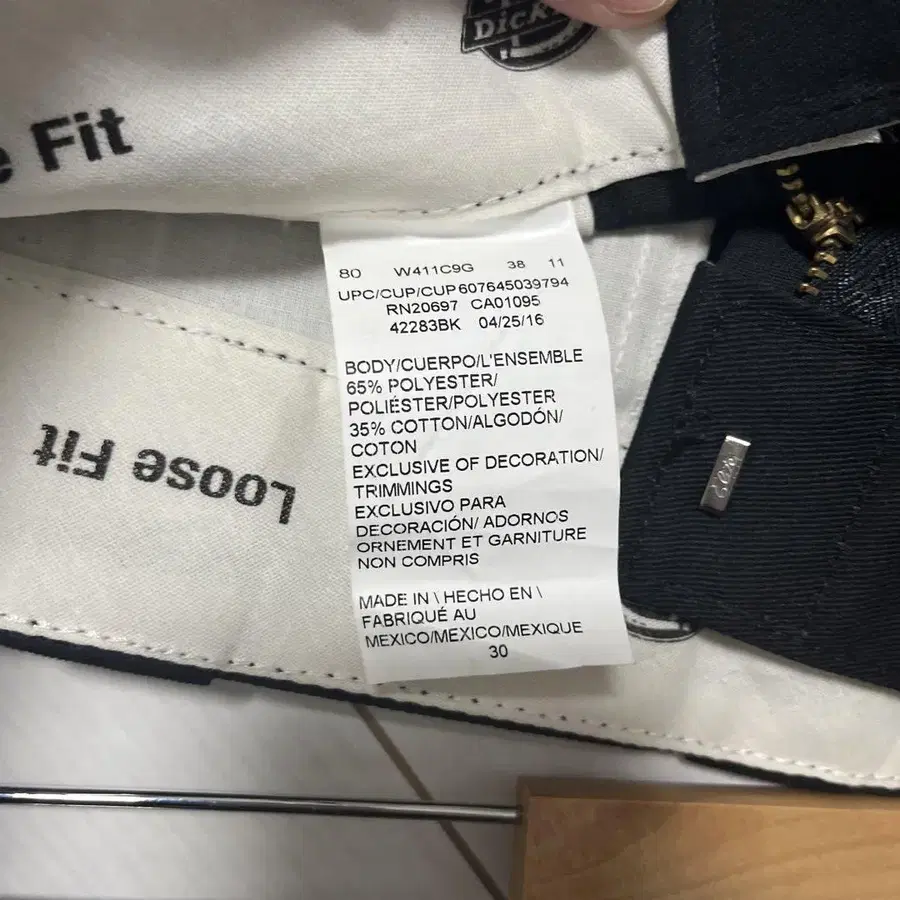 Dick
Fit
80 W411C9G 38 11
UPC/CUP/CUP607645039794
RN20697 CA01095
42283BK 04/25/16
BODY/CUERPO/L'ENSEMBLE
65% POLYESTER/
POLIÉSTER/POLYESTER
35% COTTON/ALGODÓN/
COTON
EXCLUSIVE OF DECORATION/
TRIMMINGS
EXCLUSIVO PARA
DECORACIÓN/ ADORNOS
ORNEMENT ET GARNITURE
NON COMPRIS
MADE IN \ HECHO EN \
FABRIQUÉ AU
MEXICO/MEXICO/MEXIQUE
30
Loose Fit